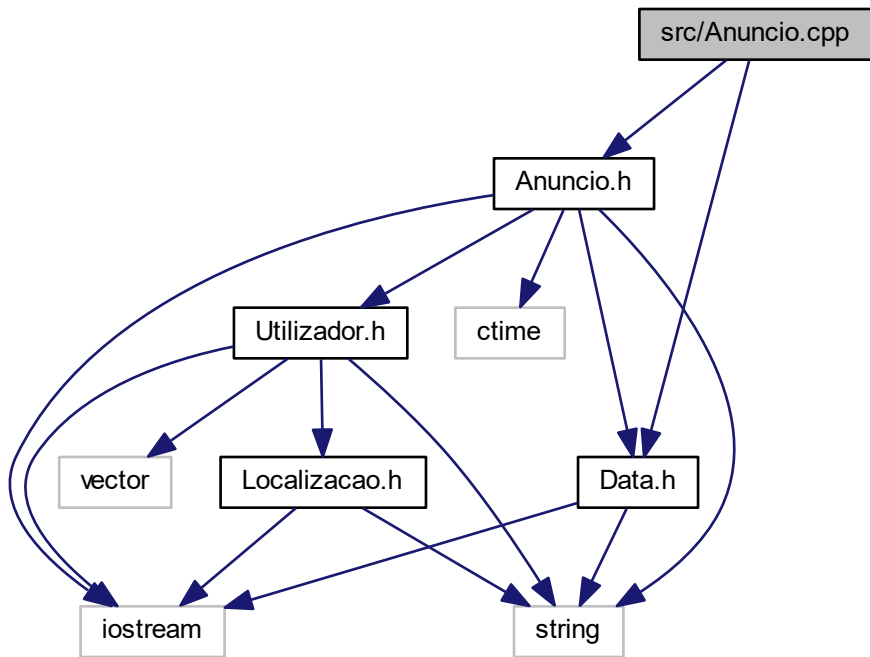 src/Anuncio.cpp
Anuncio.h
Utilizador.h
ctime
vector
Localizacao.h
Data.h
iostream
string